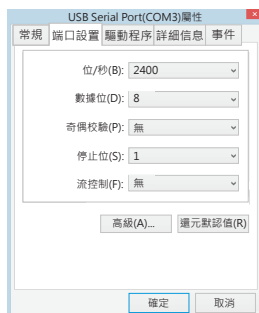 USB Serial Port(COM3)屬性
常規 端口設置 驅動程序 詳細信息 事件
位/秒(B): 2400
數據位(D): 8
奇偶校驗(P): 無
停止位(S): 1
流控制(F): 無
高級(A)... 還元默認值(R)
確定 取消